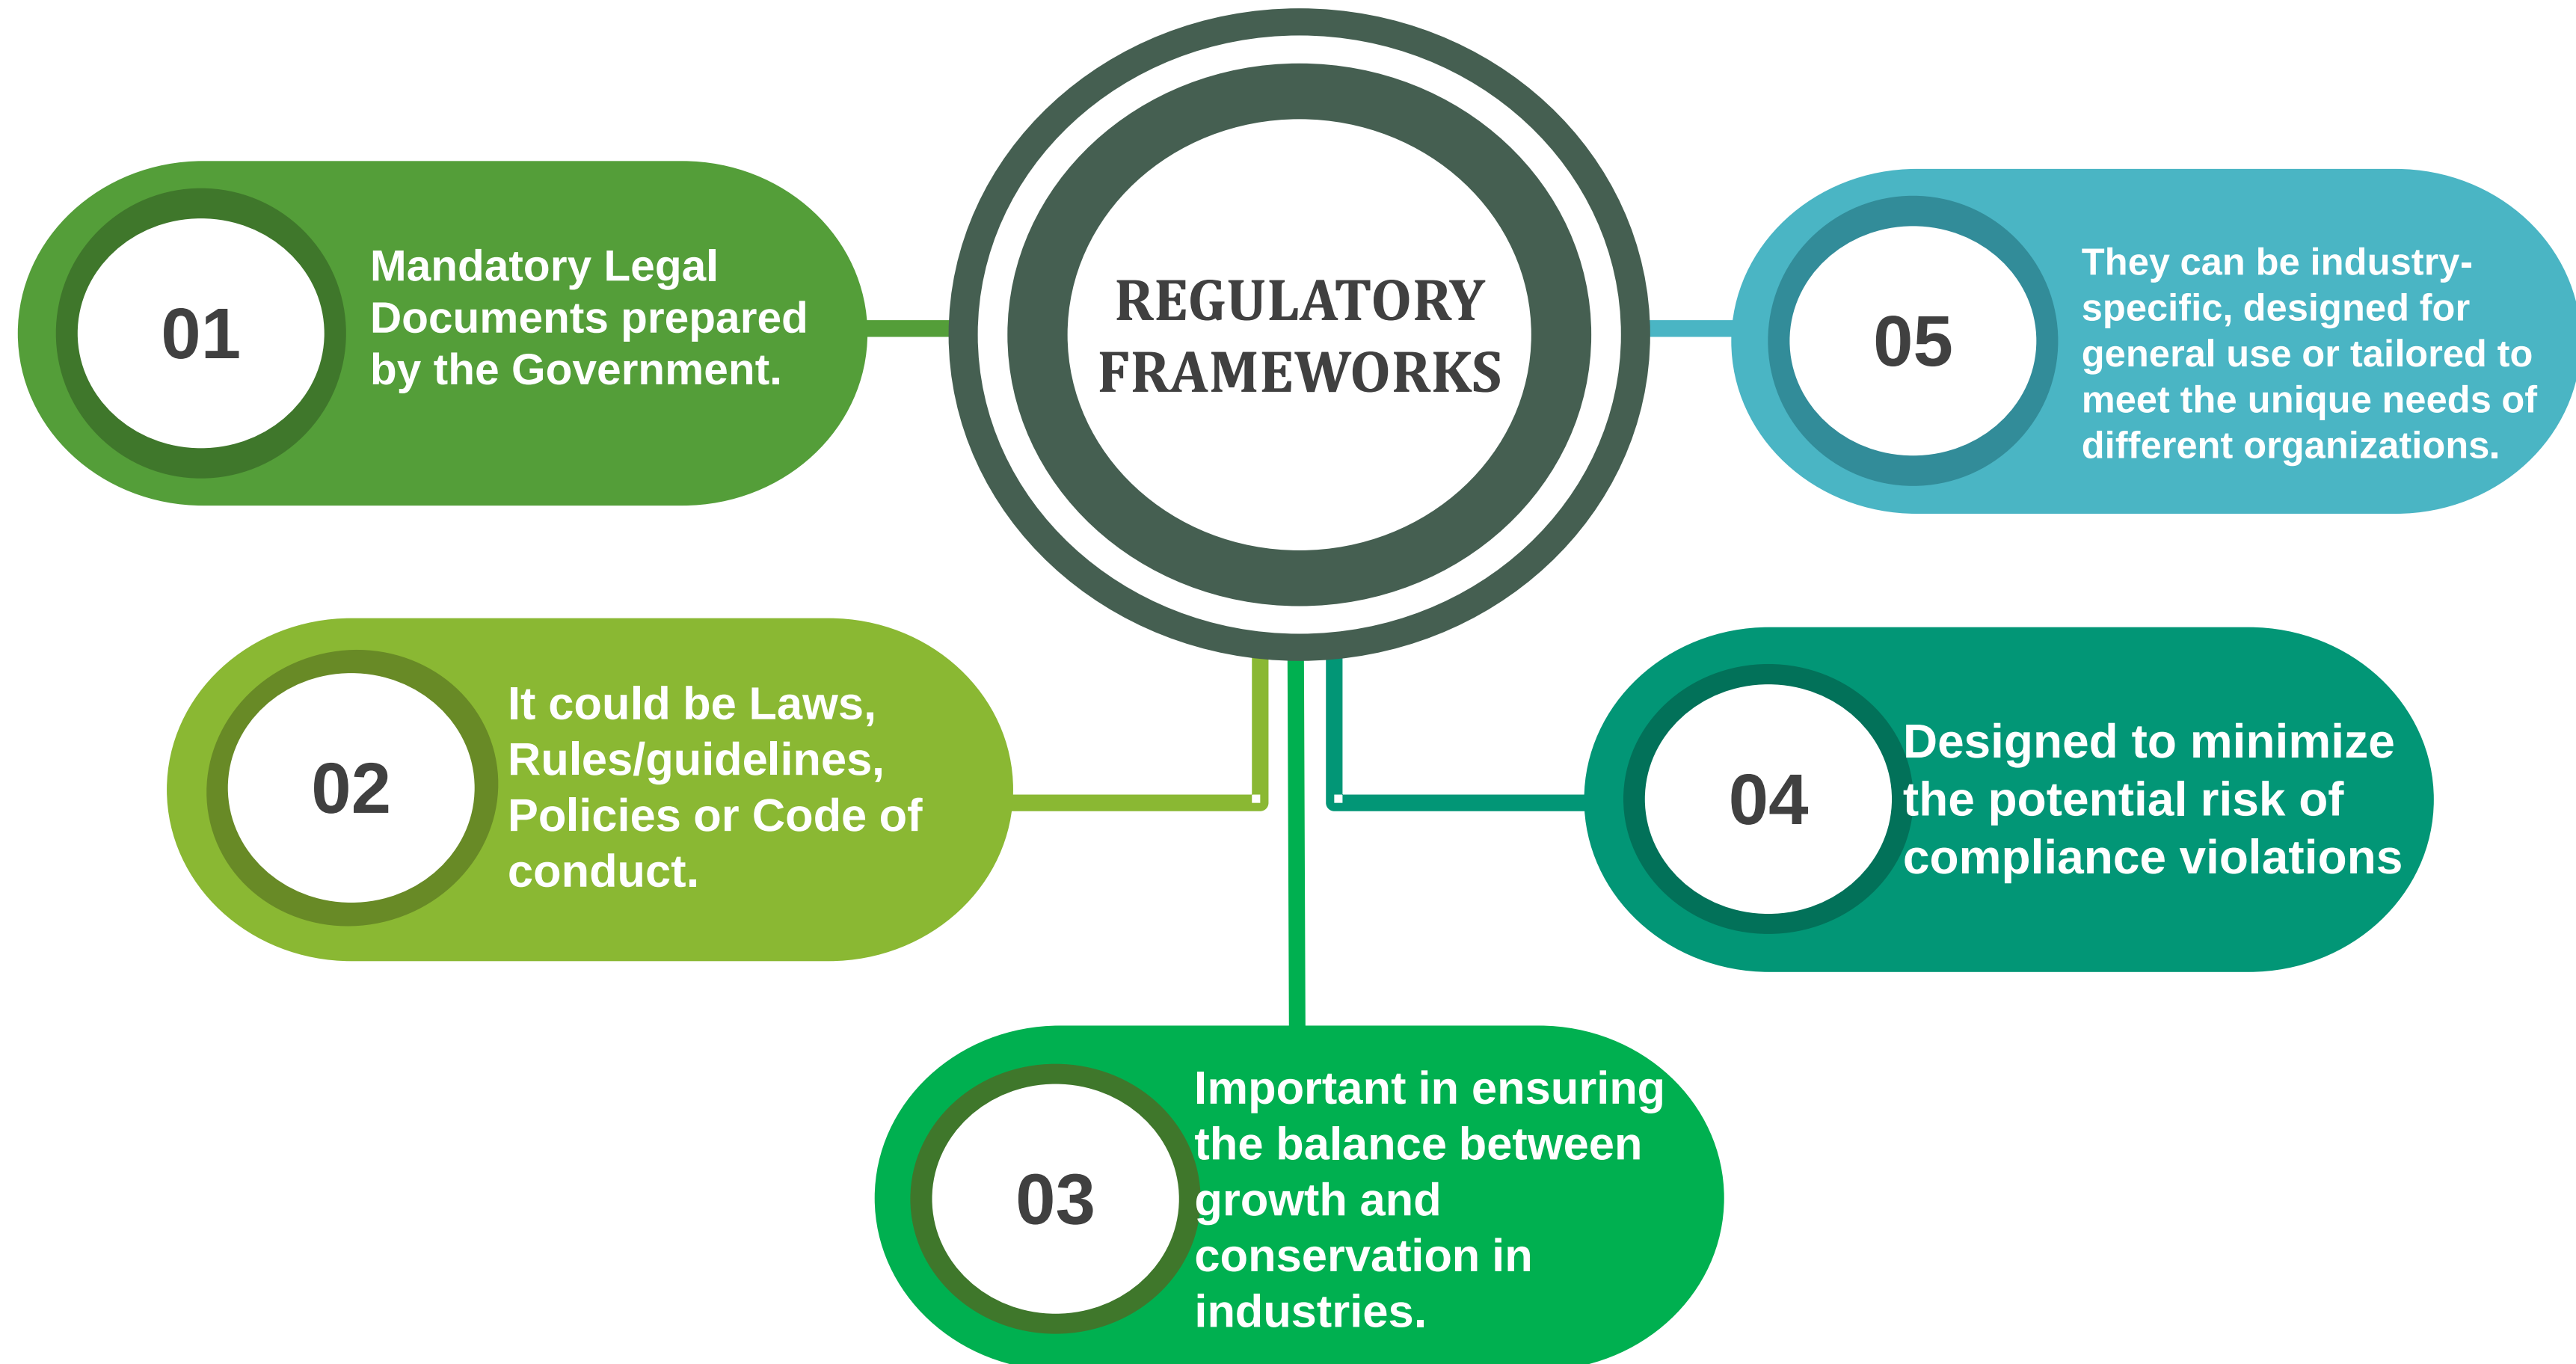 REGULATORY
FRAMEWORKS
01
Mandatory Legal
Documents prepared
by the Government.
02
It could be Laws,
Rules/guidelines,
Policies or Code of
conduct.
03
Important in ensuring
the balance between
growth and
conservation in
industries.
04
Designed to minimize
the potential risk of
compliance violations
05
They can be industry-
specific, designed for
general use or tailored to
meet the unique needs of
different organizations.